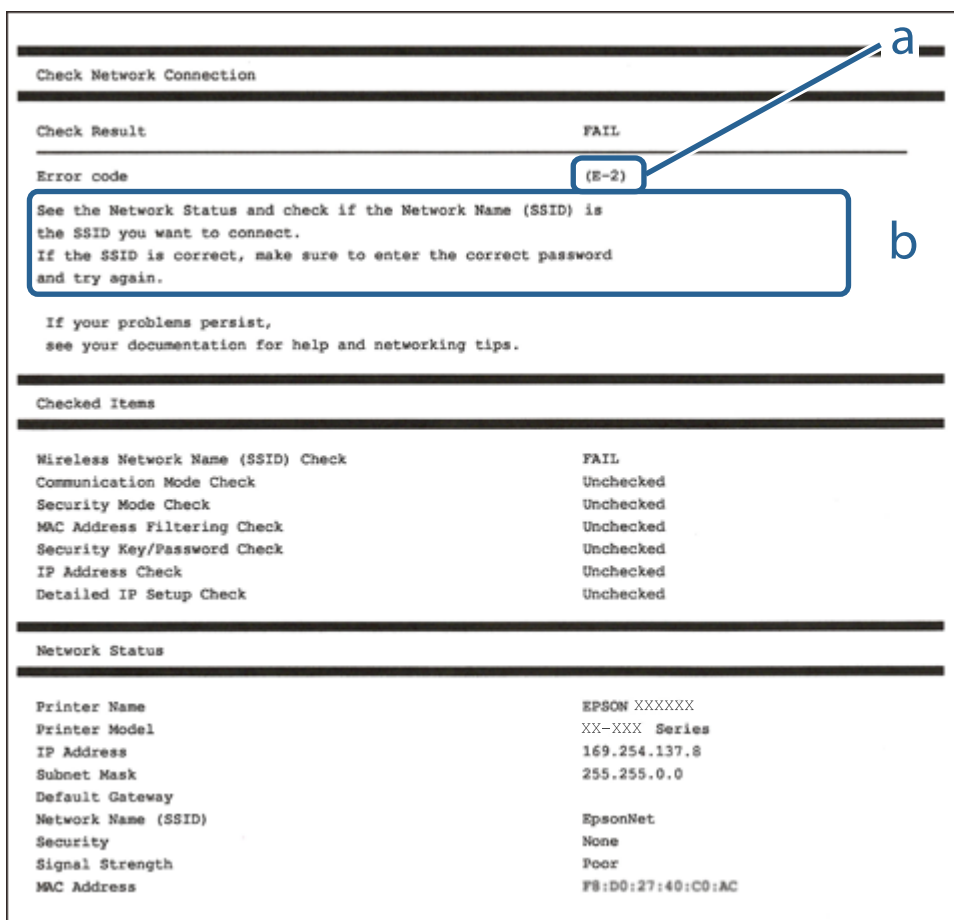 a
Check Network Connection
Check Result FAIL
Error code (E-2)
See the Network Status and check if the Network Name (SSID) is
the SSID you want to connect.
If the SSID is correct, make sure to enter the correct password
and try again.
b
If your problems persist,
see your documentation for help and networking tips.
Checked Items
Wireless Network Name (SSID) Check FAIL
Communication Mode Check Unchecked
Security Mode Check Unchecked
MAC Address Filtering Check Unchecked
Security Key/Password Check Unchecked
IP Address Check Unchecked
Detailed IP Setup Check Unchecked
Network Status
Printer Name EPSON XXXXXX
Printer Model XX-XXX Series
IP Address 169.254.137.8
Subnet Mask 255.255.0.0
Default Gateway
Network Name (SSID) EpsonNet
Security None
Signal Strength Poor
MAC Address F8:D0:27:40:C0:AC